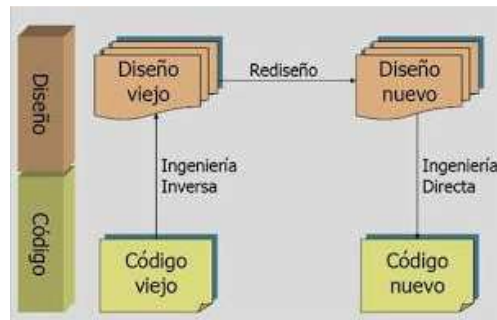 Diseño
Diseño
viejo
Rediseño
Diseño
nuevo
Ingeniería
Inversa
Ingeniería
Directa
Código
Código
viejo
Código
nuevo